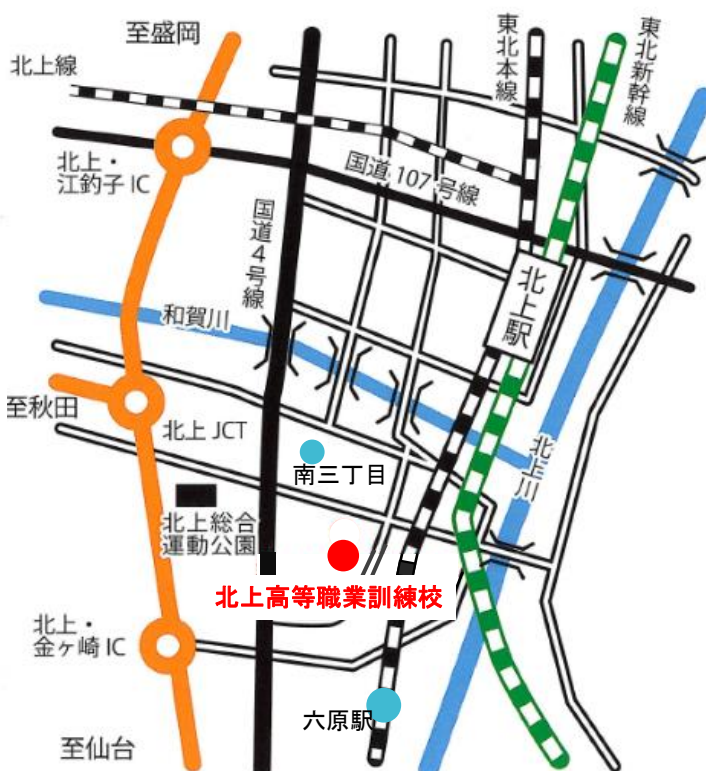 至盛岡
東北本線
東北新幹線
北上線
北上・
江釣子 IC
国道 107 号線
国道4号線
北上駅
和賀川
至秋田
北上 JCT
北上川
南三丁目
北上総合
運動公園
北上高等職業訓練校
北上・
金ヶ崎 IC
六原駅
至仙台